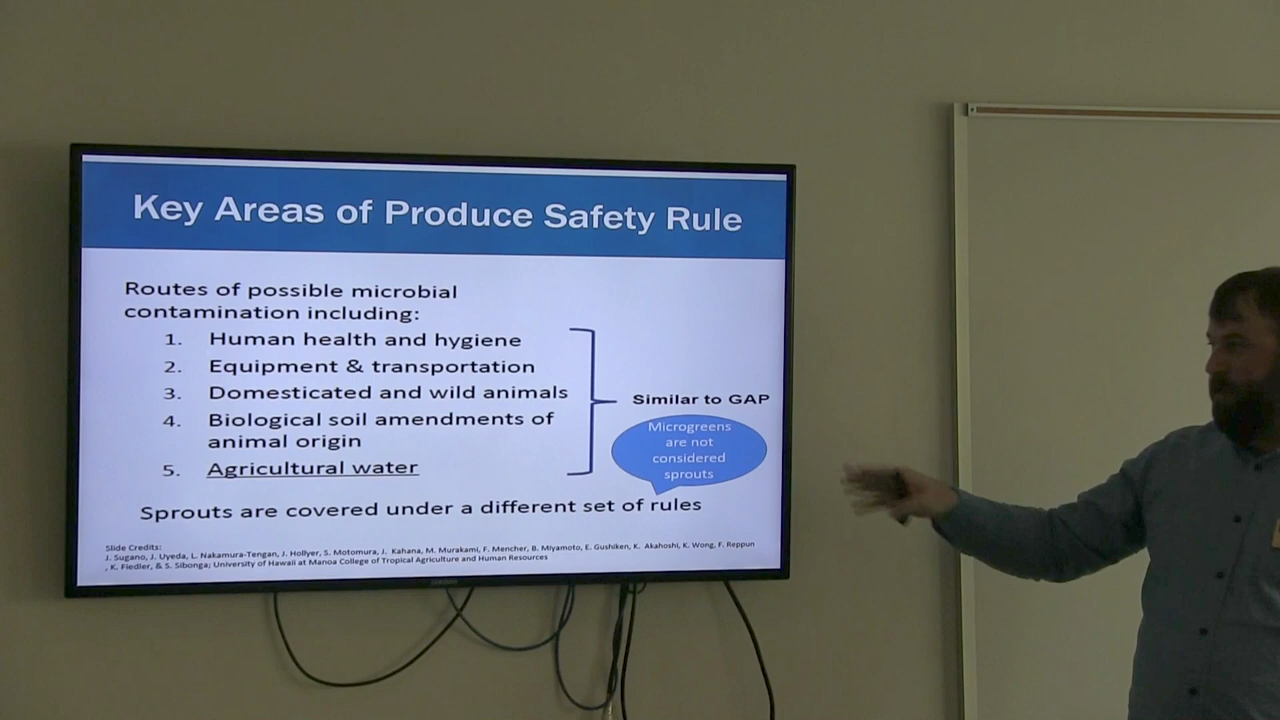 Key Areas of Produce Safety Rule
Routes of possible microbial
contamination including:
1. Human health and hygiene
2. Equipment & transportation
3. Domesticated and wild animals
4. Biological soil amendments of
animal origin
5. Agricultural water
Similar to GAP
Microgreens
are not
considered
sprouts
Sprouts are covered under a different set of rules
Slide Credits:
J. Sugano, J. Uyeda, L. Nakamura-Tengan, J. Hollyer, S. Motomura, J. Kahana, M. Murakami, F. Mencher, B. Miyamoto, E. Gushiken, K. Akahoshi, K. Wong, F. Reppun
, K. Fiedler, & S. Sibonga; University of Hawaii at Manoa College of Tropical Agriculture and Human Resources